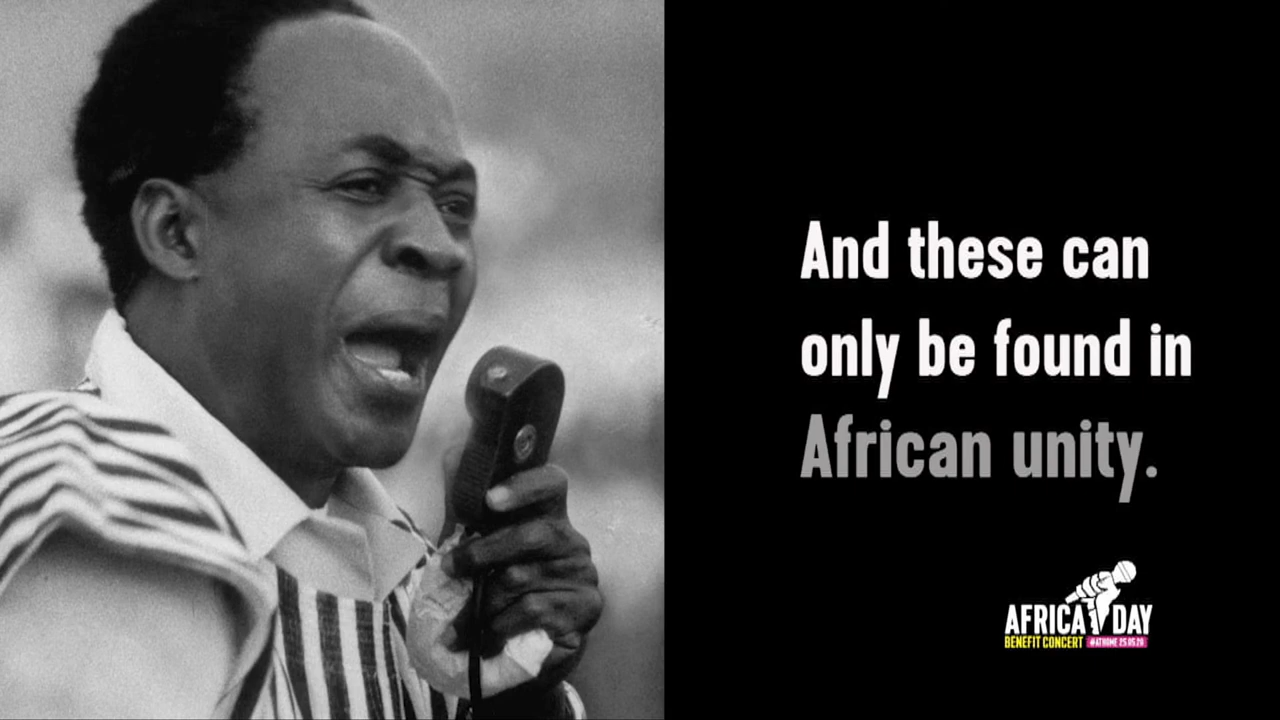 And these can
only be found in
African unity.
AFRICA DAY
BENEFIT CONCERT #ATHOME 25.05.20